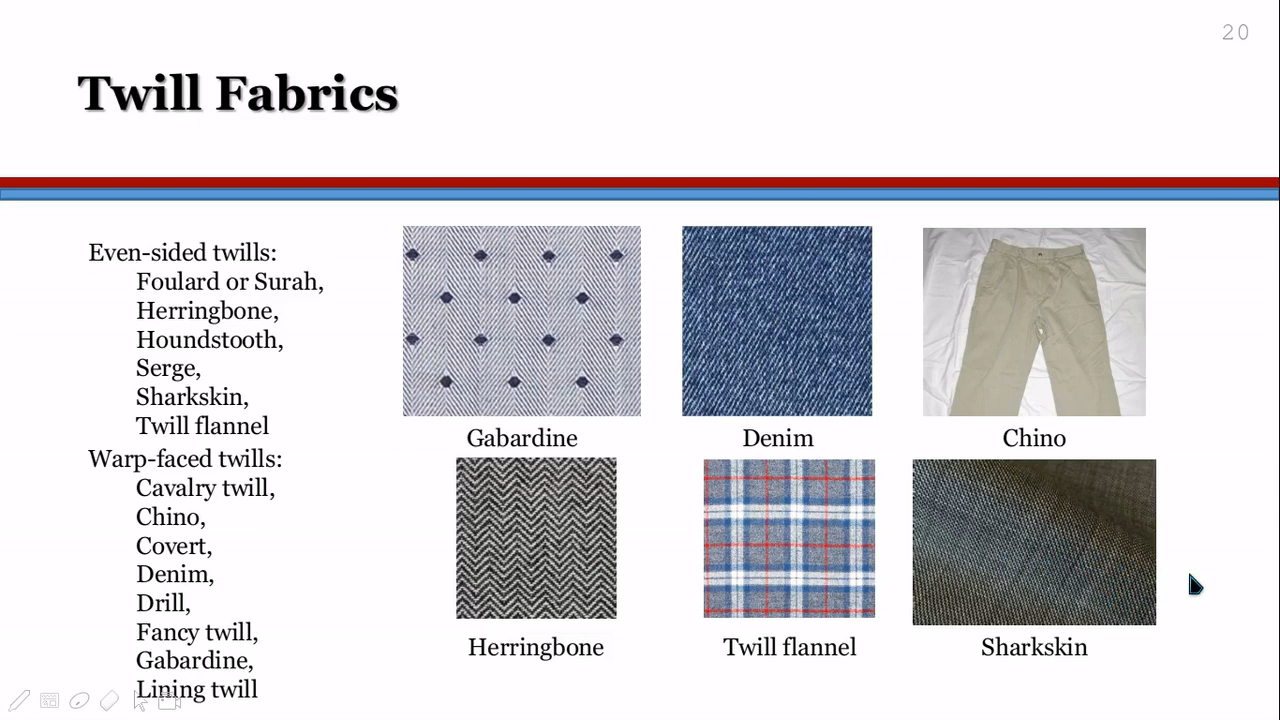 20
Twill Fabrics
Even-sided twills:
Foulard or Surah,
Herringbone,
Houndstooth,
Serge,
Sharkskin,
Twill flannel
Warp-faced twills:
Cavalry twill,
Chino,
Covert,
Denim,
Drill,
Fancy twill,
Gabardine,
Lining twill
Gabardine
Denim
Chino
Herringbone
Twill flannel
Sharkskin